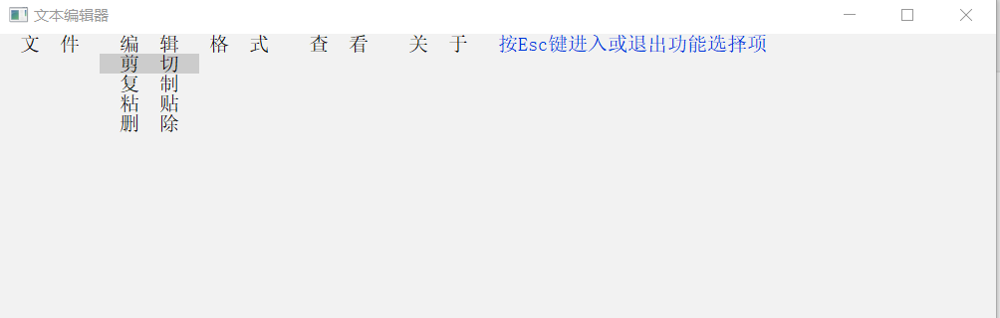 文本编辑器
文 件 编 辑 格 式 查 看 关 于 按Esc键进入或退出功能选择项
剪 切
复 制
粘 贴
删 除